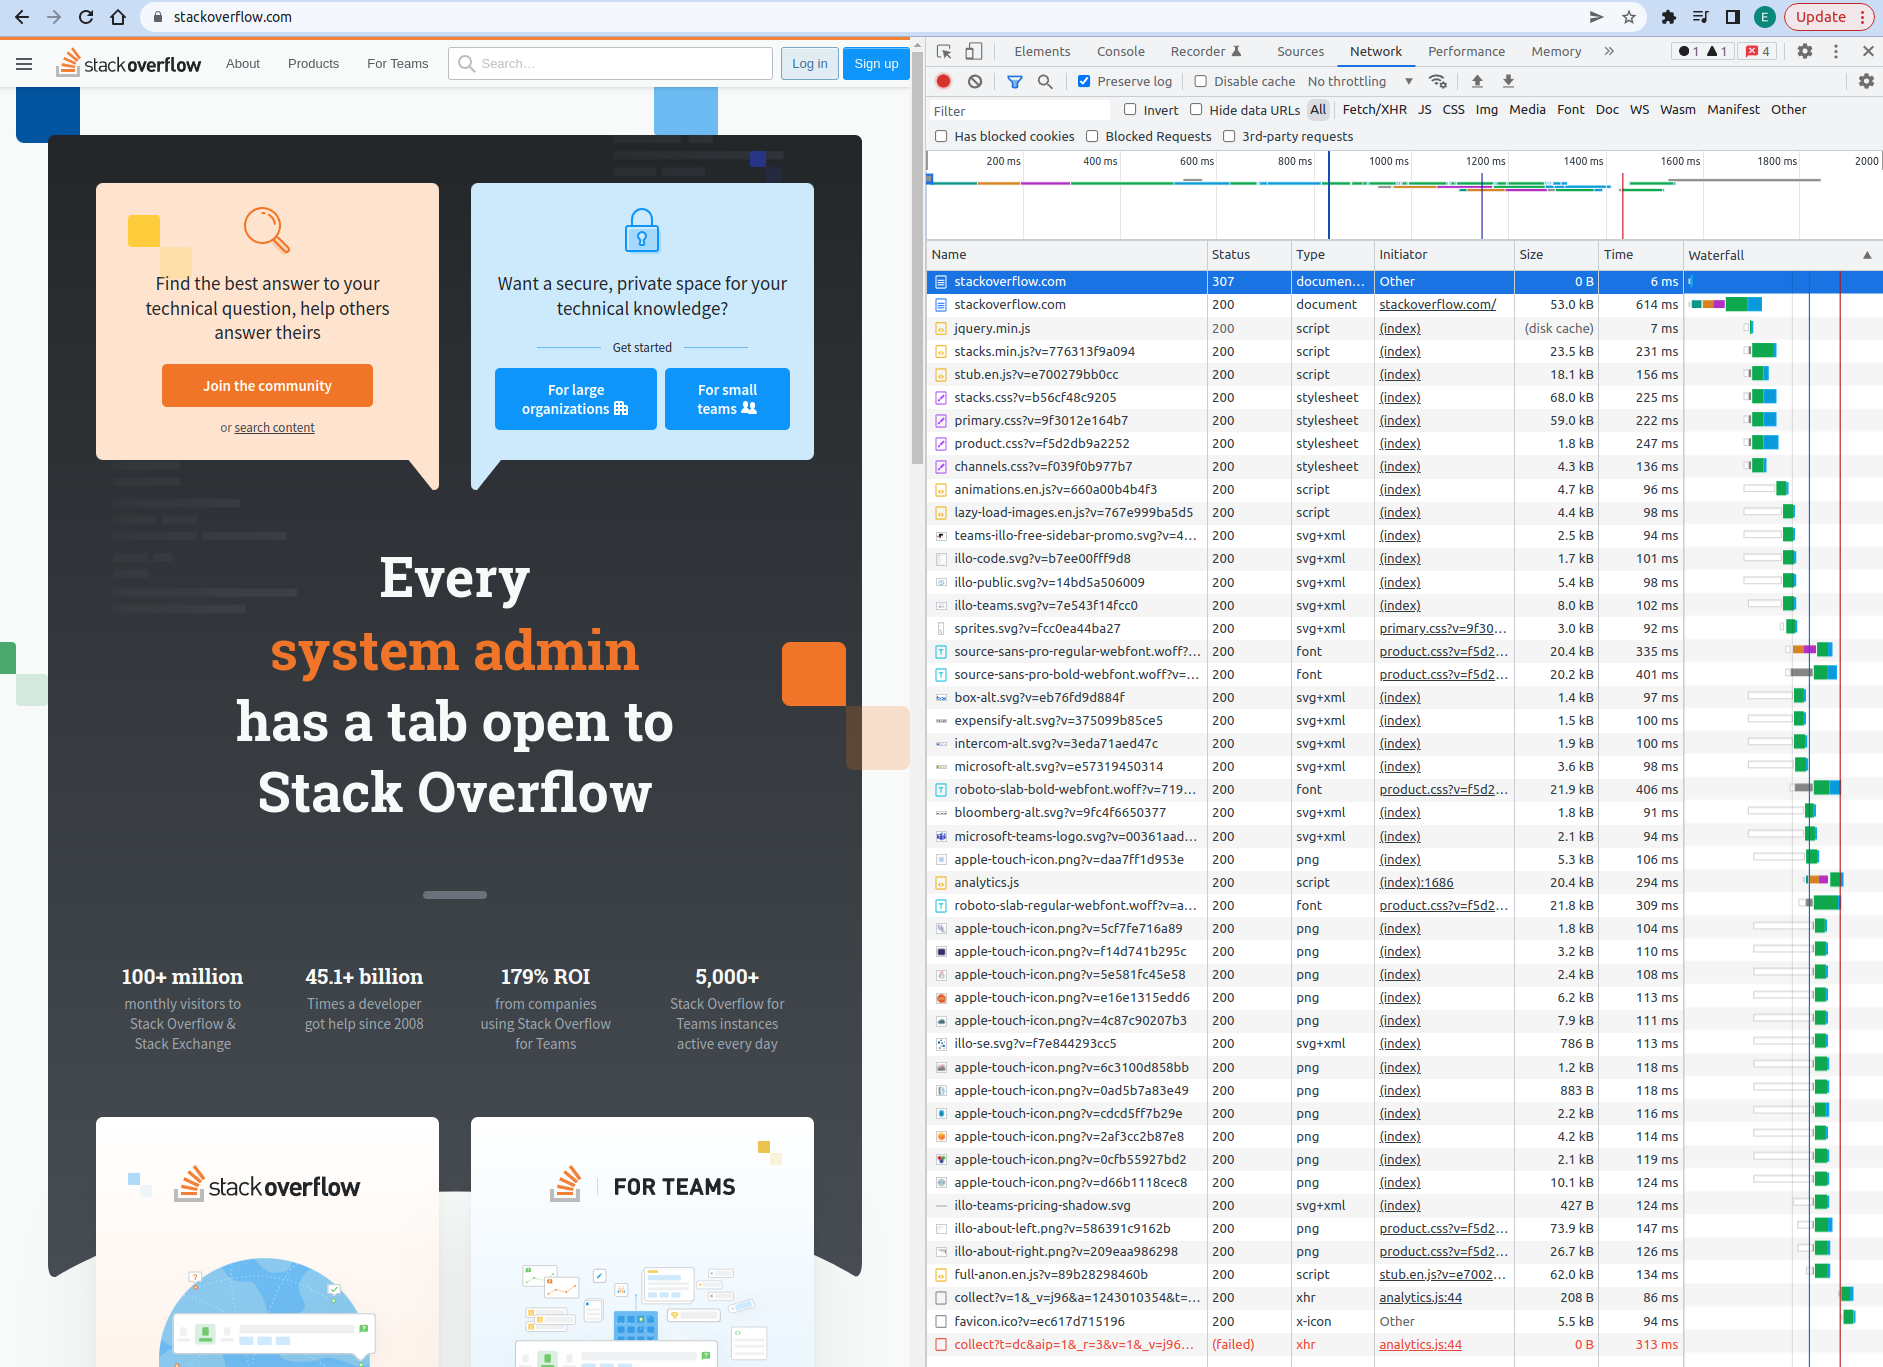 stackoverflow.com
Update
E
stackoverflow
About
Products
For Teams
Search...
Log in
Sign up
Find the best answer to your
technical question, help others
answer theirs
Join the community
or search content
Want a secure, private space for your
technical knowledge?
Get started
For large
organizations
For small
teams
Every
system admin
has a tab open to
Stack Overflow
100+ million
monthly visitors to
Stack Overflow &
Stack Exchange
45.1+ billion
Times a developer
got help since 2008
179% ROI
from companies
using Stack Overflow
for Teams
5,000+
Stack Overflow for
Teams instances
active every day
stackoverflow
FOR TEAMS
Elements Console Recorder Sources Network Performance Memory » 1 1 4
Preserve log Disable cache No throttling
Filter Invert Hide data URLs All Fetch/XHR JS CSS Img Media Font Doc WS Wasm Manifest Other
Has blocked cookies Blocked Requests 3rd-party requests
200 ms 400 ms 600 ms 800 ms 1000 ms 1200 ms 1400 ms 1600 ms 1800 ms 2000
Name Status Type Initiator Size Time Waterfall
stackoverflow.com 307 documen... Other 0 B 6 ms
stackoverflow.com 200 document stackoverflow.com/ 53.0 kB 614 ms
jquery.min.js 200 script (index) (disk cache) 7 ms
stacks.min.js?v=776313f9a094 200 script (index) 23.5 kB 231 ms
stub.en.js?v=e700279bb0cc 200 script (index) 18.1 kB 156 ms
stacks.css?v=b56cf48c9205 200 stylesheet (index) 68.0 kB 225 ms
primary.css?v=9f3012e164b7 200 stylesheet (index) 59.0 kB 222 ms
product.css?v=f5d2db9a2252 200 stylesheet (index) 1.8 kB 247 ms
channels.css?v=f039f0b977b7 200 stylesheet (index) 4.3 kB 136 ms
animations.en.js?v=660a00b4b4f3 200 script (index) 4.7 kB 96 ms
lazy-load-images.en.js?v=767e999ba5d5 200 script (index) 4.4 kB 98 ms
teams-illo-free-sidebar-promo.svg?v=4... 200 svg+xml (index) 2.5 kB 94 ms
illo-code.svg?v=b7ee00fff9d8 200 svg+xml (index) 1.7 kB 101 ms
illo-public.svg?v=14bd5a506009 200 svg+xml (index) 5.4 kB 98 ms
illo-teams.svg?v=7e543f14fcc0 200 svg+xml (index) 8.0 kB 102 ms
sprites.svg?v=fcc0ea44ba27 200 svg+xml primary.css?v=9f30... 3.0 kB 92 ms
source-sans-pro-regular-webfont.woff?... 200 font product.css?v=f5d2... 20.4 kB 335 ms
source-sans-pro-bold-webfont.woff?v=... 200 font product.css?v=f5d2... 20.2 kB 401 ms
box-alt.svg?v=eb76fd9d884f 200 svg+xml (index) 1.4 kB 97 ms
expensify-alt.svg?v=375099b85ce5 200 svg+xml (index) 1.5 kB 100 ms
intercom-alt.svg?v=3eda71aed47c 200 svg+xml (index) 1.9 kB 100 ms
microsoft-alt.svg?v=e57319450314 200 svg+xml (index) 3.6 kB 98 ms
roboto-slab-bold-webfont.woff?v=719... 200 font product.css?v=f5d2... 21.9 kB 406 ms
bloomberg-alt.svg?v=9fc4f6650377 200 svg+xml (index) 1.8 kB 91 ms
microsoft-teams-logo.svg?v=00361aad... 200 svg+xml (index) 2.1 kB 94 ms
apple-touch-icon.png?v=daa7ff1d953e 200 png (index) 5.3 kB 106 ms
analytics.js 200 script (index):1686 20.4 kB 294 ms
roboto-slab-regular-webfont.woff?v=a... 200 font product.css?v=f5d2... 21.8 kB 309 ms
apple-touch-icon.png?v=5cf7fe716a89 200 png (index) 1.8 kB 104 ms
apple-touch-icon.png?v=f14d741b295c 200 png (index) 3.2 kB 110 ms
apple-touch-icon.png?v=5e581fc45e58 200 png (index) 2.4 kB 108 ms
apple-touch-icon.png?v=e16e1315edd6 200 png (index) 6.2 kB 113 ms
apple-touch-icon.png?v=4c87c90207b3 200 png (index) 7.9 kB 111 ms
illo-se.svg?v=f7e844293cc5 200 svg+xml (index) 786 B 113 ms
apple-touch-icon.png?v=6c3100d858bb 200 png (index) 1.2 kB 118 ms
apple-touch-icon.png?v=0ad5b7a83e49 200 png (index) 883 B 118 ms
apple-touch-icon.png?v=cdcd5ff7b29e 200 png (index) 2.2 kB 116 ms
apple-touch-icon.png?v=2af3cc2b87e8 200 png (index) 4.2 kB 114 ms
apple-touch-icon.png?v=0cfb55927bd2 200 png (index) 2.1 kB 119 ms
apple-touch-icon.png?v=d66b1118cec8 200 png (index) 10.1 kB 124 ms
illo-teams-pricing-shadow.svg 200 svg+xml (index) 427 B 124 ms
illo-about-left.png?v=586391c9162b 200 png product.css?v=f5d2... 73.9 kB 147 ms
illo-about-right.png?v=209eaa986298 200 png product.css?v=f5d2... 26.7 kB 126 ms
full-anon.en.js?v=89b28298460b 200 script stub.en.js?v=e7002... 62.0 kB 134 ms
collect?v=1&_v=j96&a=1243010354&t=... 200 xhr analytics.js:44 208 B 86 ms
favicon.ico?v=ec617d715196 200 x-icon Other 5.5 kB 94 ms
collect?t=dc&aip=1&_r=3&v=1&_v=j96... (failed) xhr analytics.js:44 0 B 313 ms